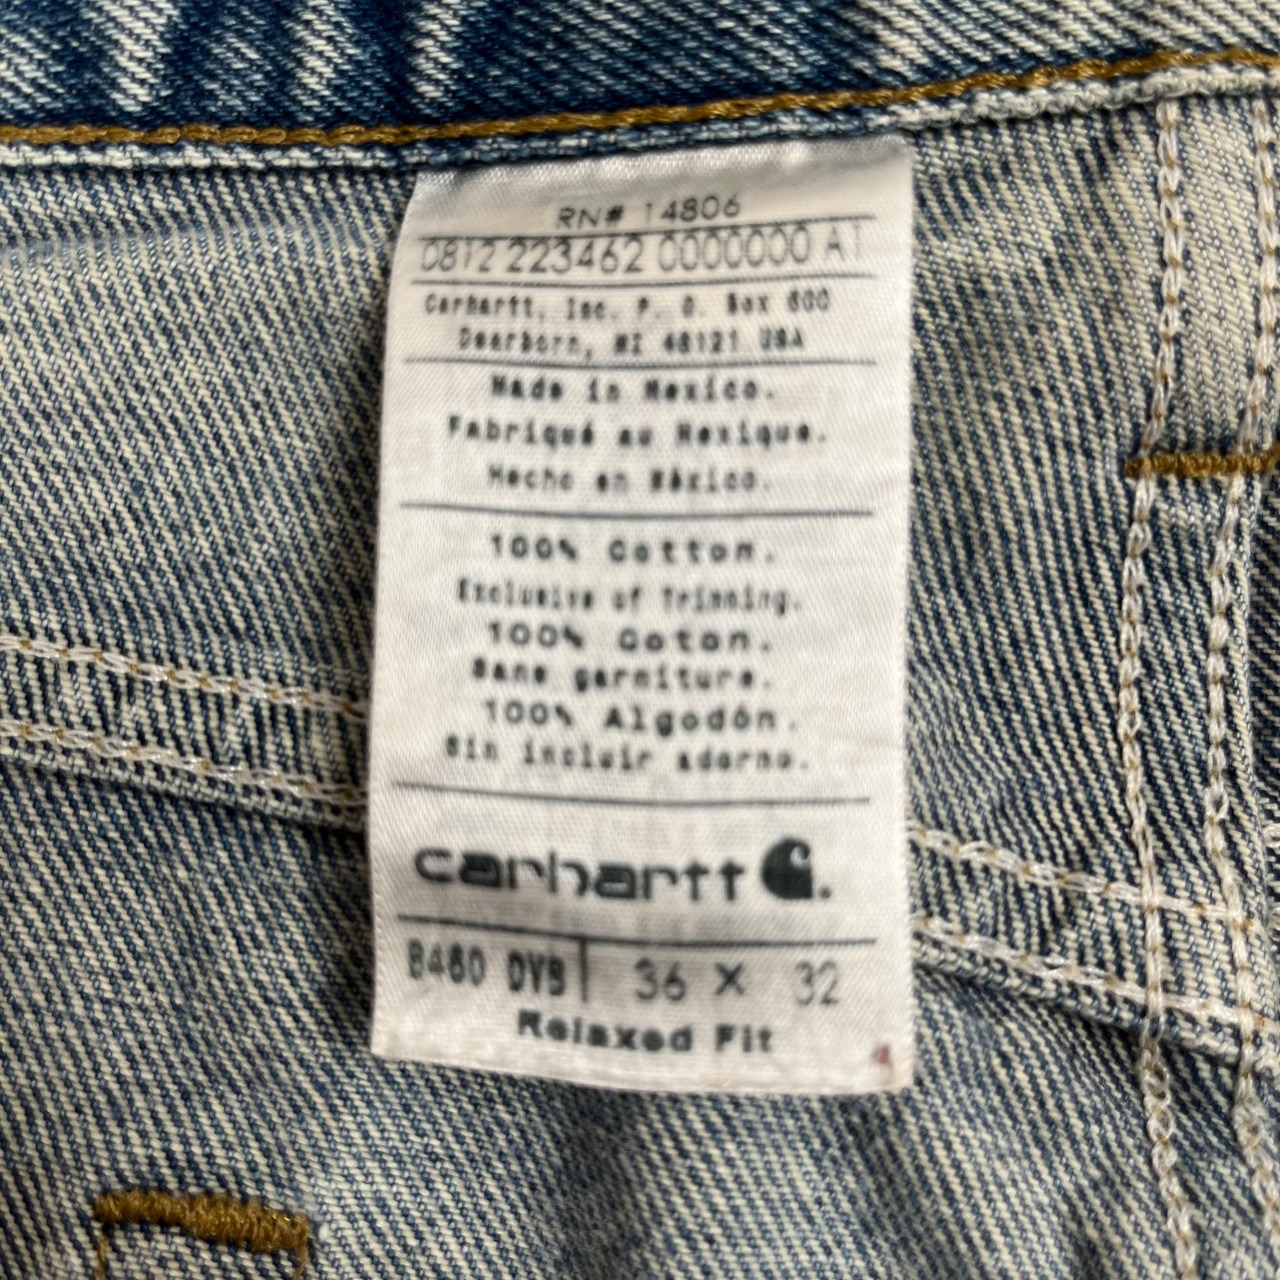 RN# 14806
0812 223462 0000000 A1
Carhartt, Inc. P. O. Box 600
Dearborn, MI 48121 USA
Made in Mexico.
Fabriqué au Mexique.
Hecho en México.
100% Cotton.
Exclusive of Trimming.
100% Coton.
Sans garniture.
100% Algodón.
Sin incluir adorno.
carhartt
B460 DVB 36 X 32
Relaxed Fit